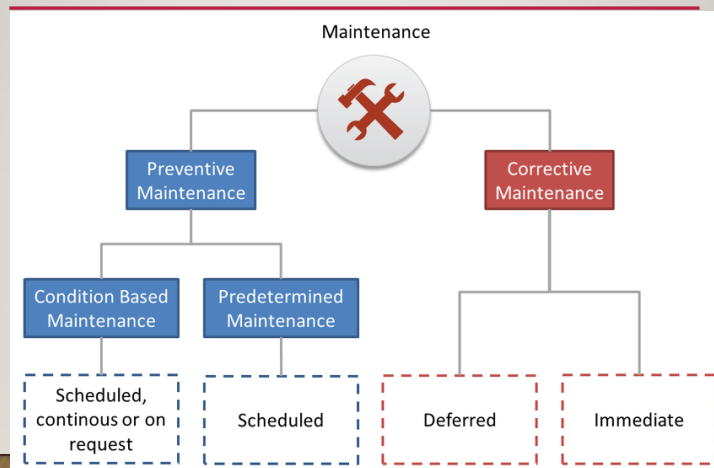 Maintenance
Preventive
Maintenance
Corrective
Maintenance
Condition Based
Maintenance
Predetermined
Maintenance
Scheduled,
continous or on
request
Scheduled
Deferred
Immediate